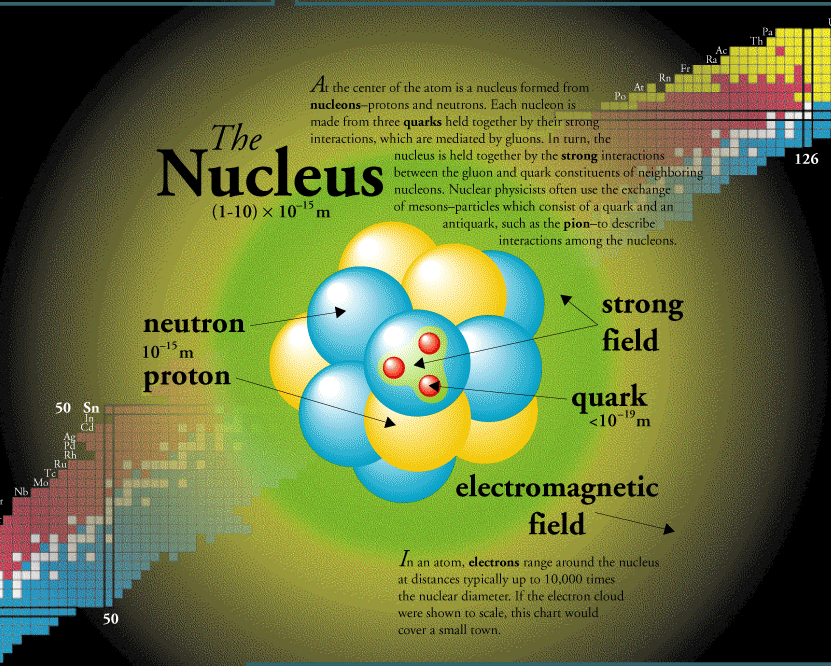 Pa
Th
Ac
Ra
Fr
Rn
At
Po
126
At the center of the atom is a nucleus formed from
nucleons–protons and neutrons. Each nucleon is
made from three quarks held together by their strong
interactions, which are mediated by gluons. In turn, the
nucleus is held together by the strong interactions
between the gluon and quark constituents of neighboring
nucleons. Nuclear physicists often use the exchange
of mesons–particles which consist of a quark and an
antiquark, such as the pion–to describe
interactions among the nucleons.
The
Nucleus
(1-10) × 10⁻¹⁵ m
neutron
10⁻¹⁵ m
proton
strong
field
quark
<10⁻¹⁹ m
electromagnetic
field
50 Sn
In
Cd
Ag
Pd
Rh
Ru
Tc
Mo
Nb
50
In an atom, electrons range around the nucleus
at distances typically up to 10,000 times
the nuclear diameter. If the electron cloud
were shown to scale, this chart would
cover a small town.